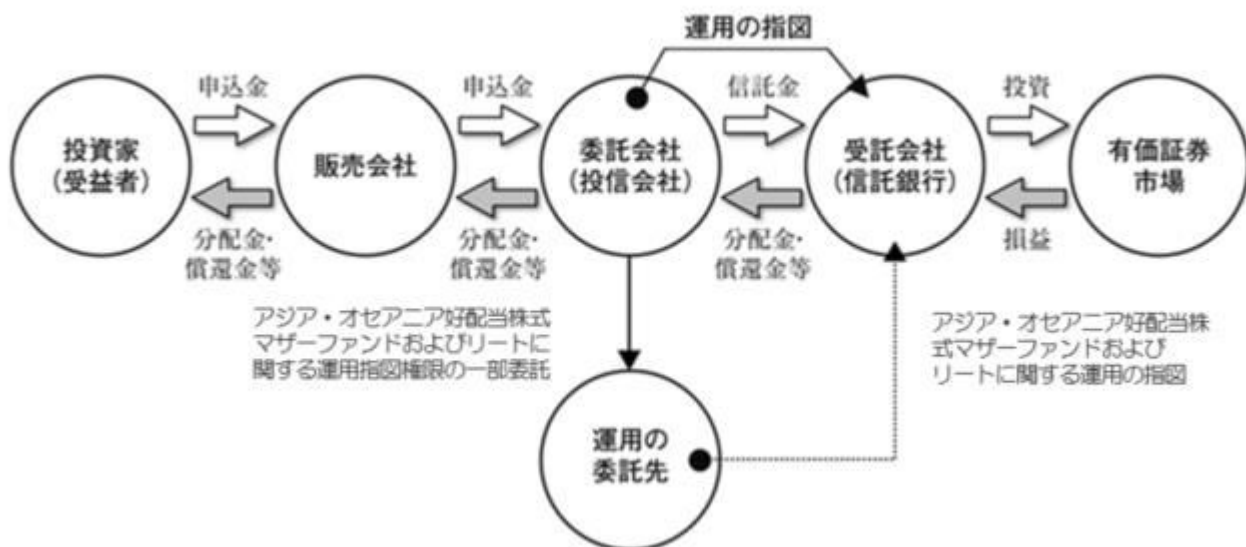 運用の指図
申込金
申込金
信託金
投資
投資家
(受益者)
販売会社
委託会社
(投信会社)
受託会社
(信託銀行)
有価証券
市場
分配金・
償還金等
分配金・
償還金等
分配金・
償還金等
損益
アジア・オセアニア好配当株式
マザーファンドおよびリートに
関する運用指図権限の一部委託
アジア・オセアニア好配当株
式マザーファンドおよび
リートに関する運用の指図
運用の
委託先